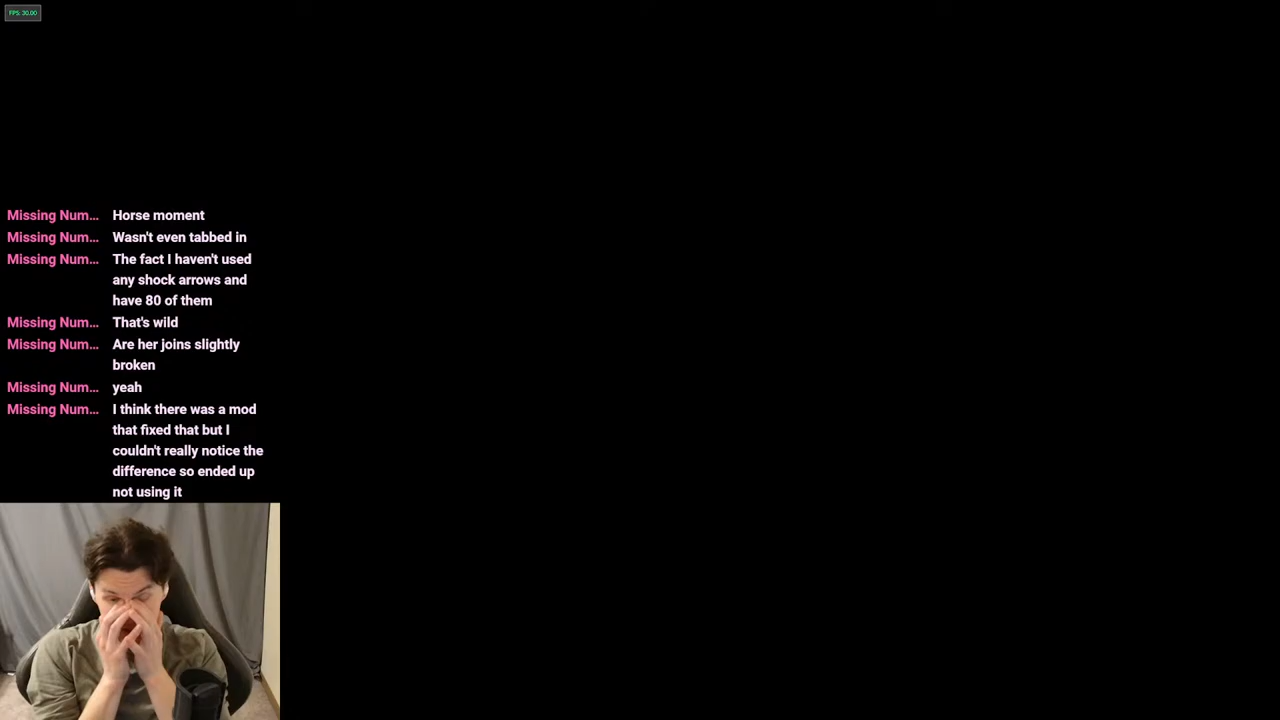 FPS: 30.00
Missing Num... Horse moment
Missing Num... Wasn't even tabbed in
Missing Num... The fact I haven't used
any shock arrows and
have 80 of them
Missing Num... That's wild
Missing Num... Are her joins slightly
broken
Missing Num... yeah
Missing Num... I think there was a mod
that fixed that but I
couldn't really notice the
difference so ended up
not using it